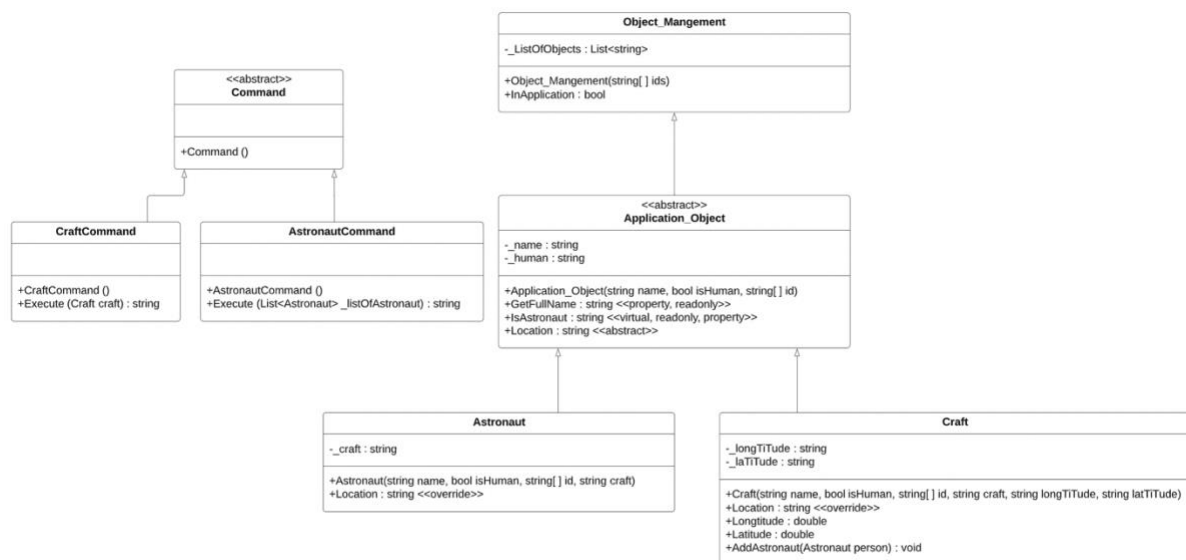 Object_Mangement
-_ListOfObjects : List<string>
+Object_Mangement(string[ ] ids)
+InApplication : bool
<<abstract>>
Command
+Command ()
<<abstract>>
Application_Object
-_name : string
-_human : string
+Application_Object(string name, bool isHuman, string[ ] id)
+GetFullName : string <<property, readonly>>
+IsAstronaut : string <<virtual, readonly, property>>
+Location : string <<abstract>>
CraftCommand
+CraftCommand ()
+Execute (Craft craft) : string
AstronautCommand
+AstronautCommand ()
+Execute (List<Astronaut> _listOfAstronaut) : string
Astronaut
-_craft : string
+Astronaut(string name, bool isHuman, string[ ] id, string craft)
+Location : string <<override>>
Craft
-_longTiTude : string
-_laTiTude : string
+Craft(string name, bool isHuman, string[ ] id, string craft, string longTiTude, string latTiTude)
+Location : string <<override>>
+Longtitude : double
+Latitude : double
+AddAstronaut(Astronaut person) : void